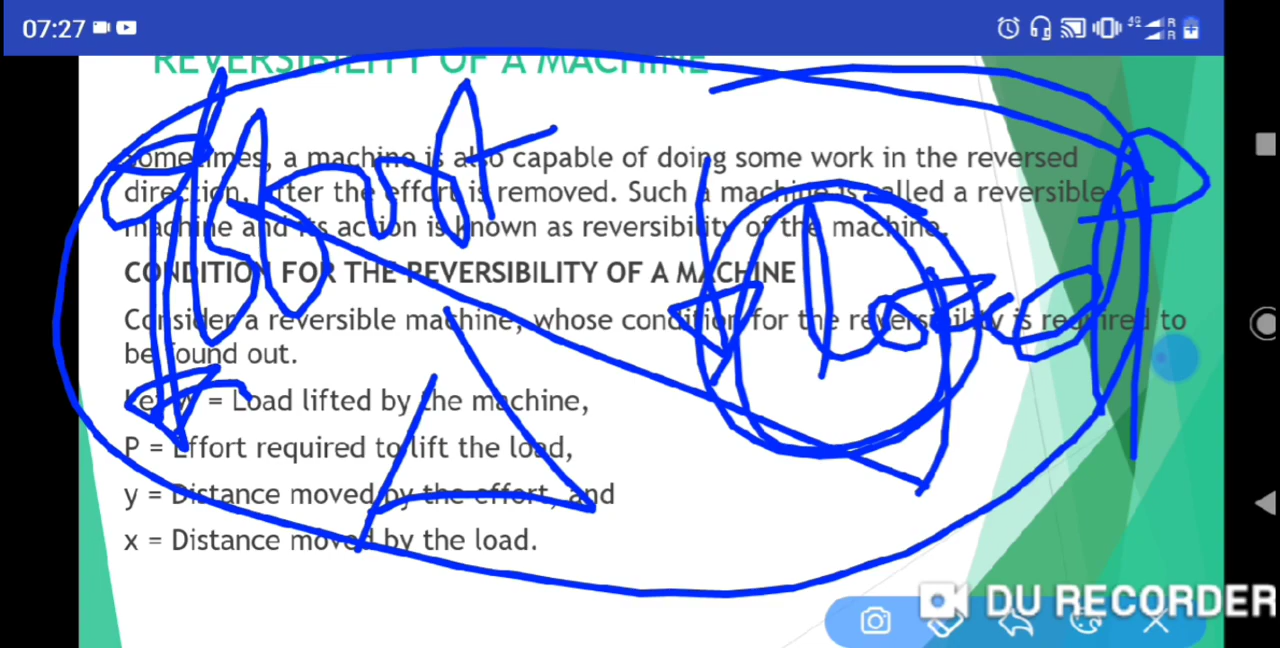 07:27
4G
R
R
REVERSIBILITY OF A MACHINE
Sometimes, a machine is also capable of doing some work in the reversed
direction, after the effort is removed. Such a machine is called a reversible
machine and its action is known as reversibility of the machine.
CONDITION FOR THE REVERSIBILITY OF A MACHINE
Consider a reversible machine, whose condition for the reversibility is required to
be found out.
W = Load lifted by the machine,
P = Effort required to lift the load,
y = Distance moved by the effort, and
x = Distance moved by the load.
Load
DU RECORDER